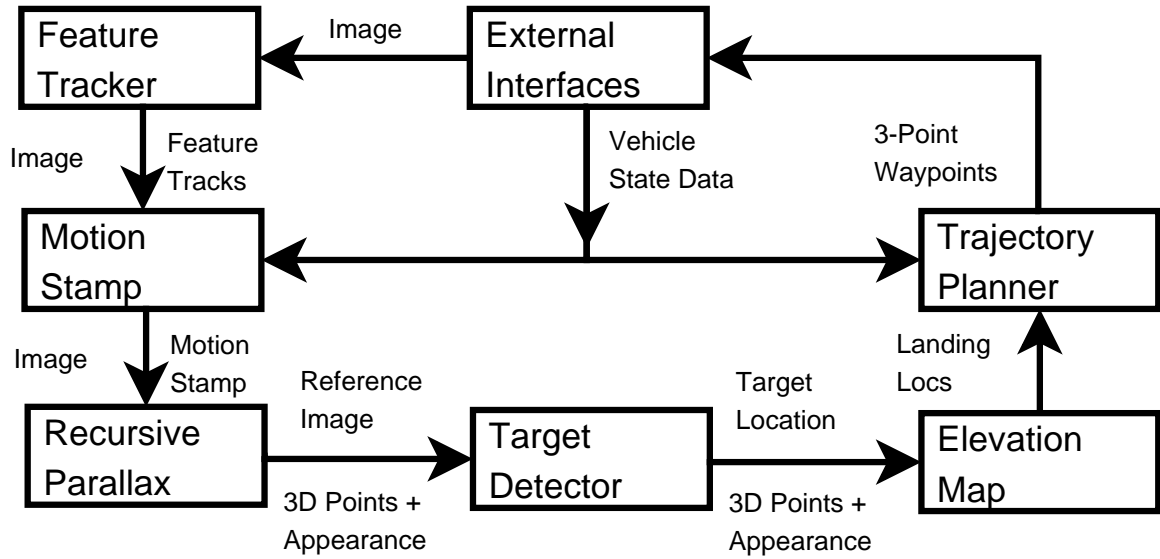 Feature
Tracker
Image
External
Interfaces
Image
Feature
Tracks
Vehicle
State Data
3-Point
Waypoints
Motion
Stamp
Trajectory
Planner
Image
Motion
Stamp
Reference
Image
Target
Location
Landing
Locs
Recursive
Parallax
Target
Detector
Elevation
Map
3D Points +
Appearance
3D Points +
Appearance